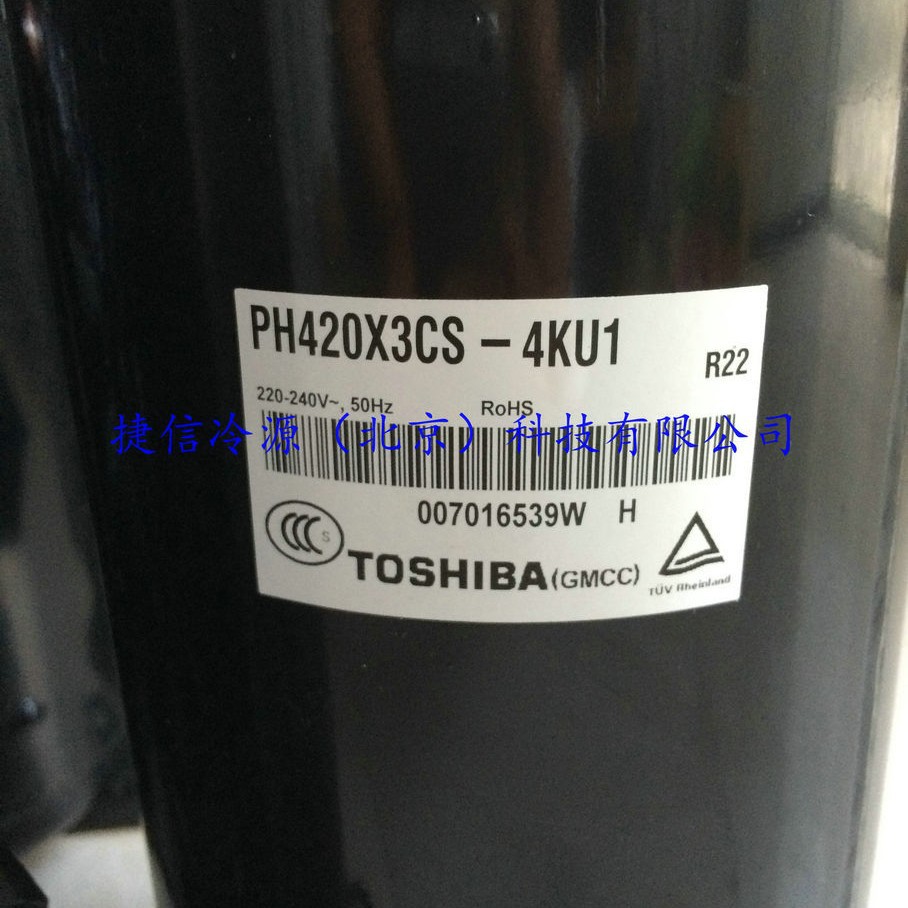 PH420X3CS - 4KU1
R22
220-240V~, 50Hz RoHS
捷信冷源（北京）科技有限公司
007016539W H
CCC S
TOSHIBA(GMCC)
TÜV Rheinland